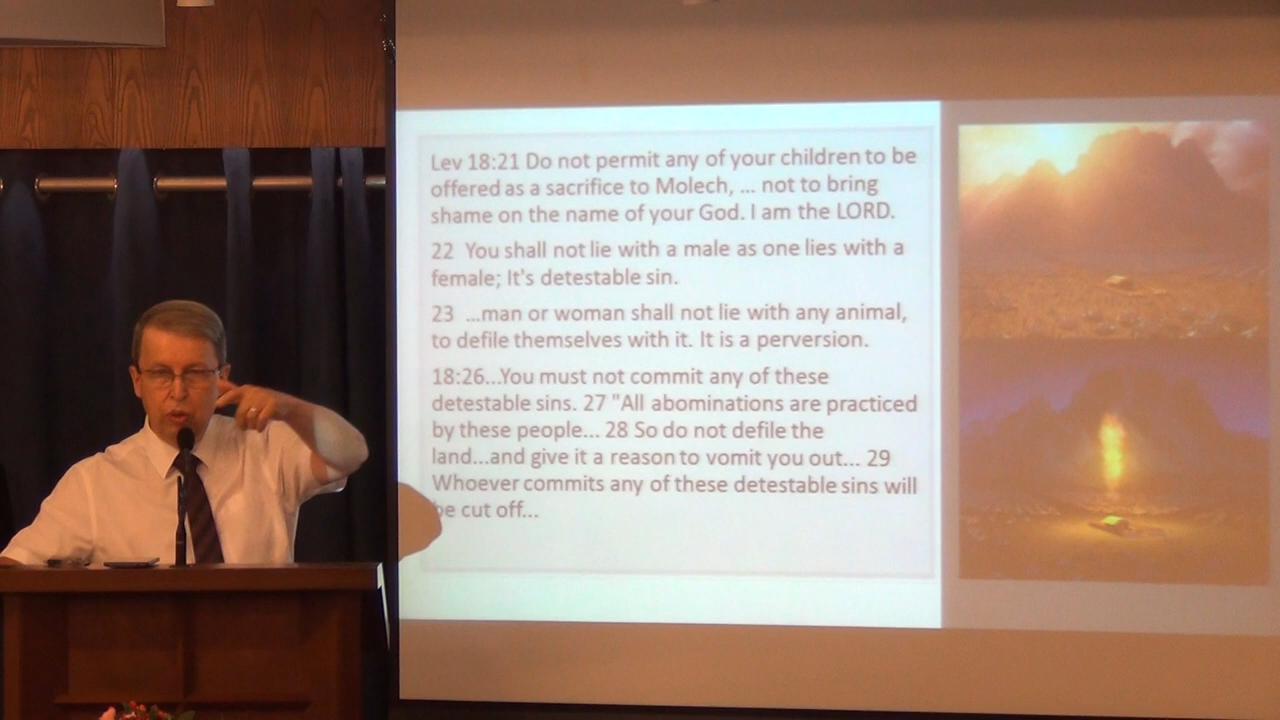 Lev 18:21 Do not permit any of your children to be
offered as a sacrifice to Molech, ... not to bring
shame on the name of your God. I am the LORD.
22 You shall not lie with a male as one lies with a
female; It's detestable sin.
23 ...man or woman shall not lie with any animal,
to defile themselves with it. It is a perversion.
18:26...You must not commit any of these
detestable sins. 27 "All abominations are practiced
by these people... 28 So do not defile the
land...and give it a reason to vomit you out... 29
Whoever commits any of these detestable sins will
be cut off...